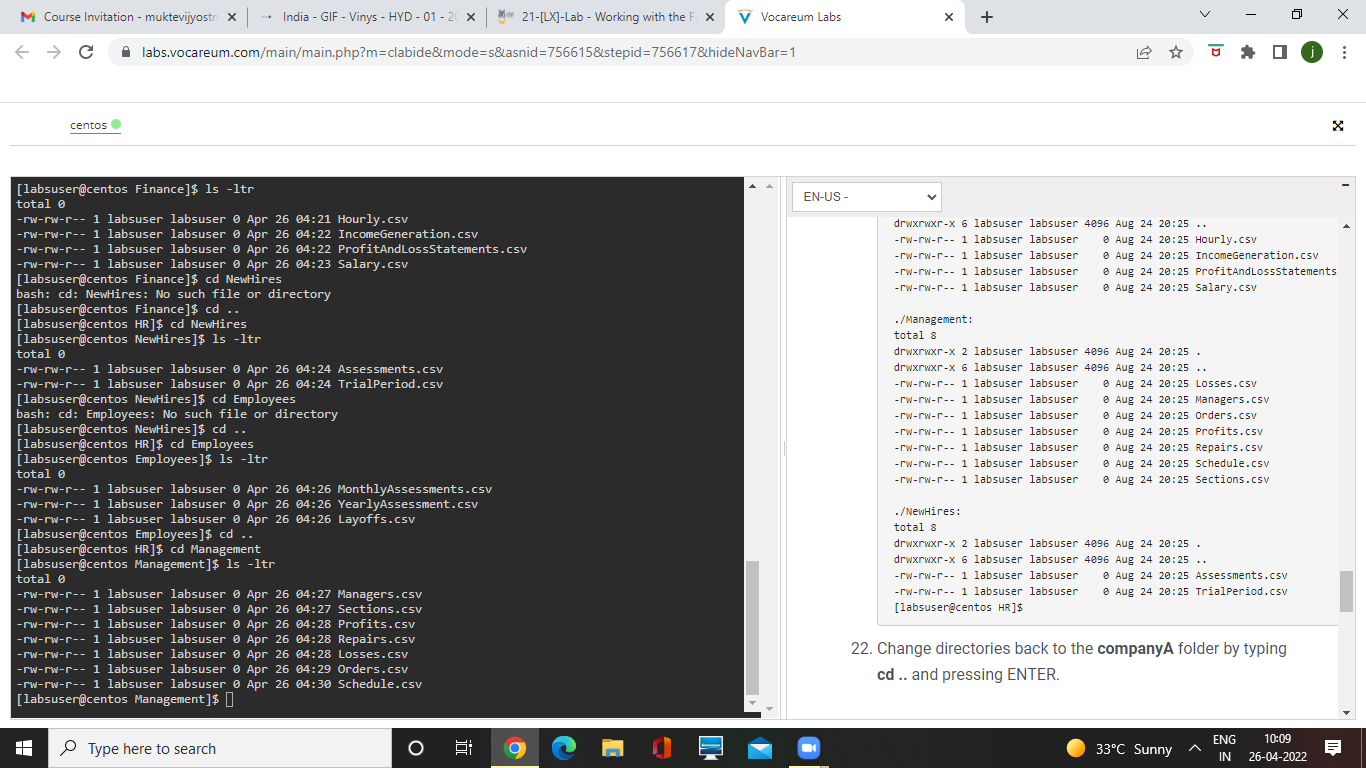 Course Invitation - muktevijyostn
India - GIF - Vinys - HYD - 01 - 20
21-[LX]-Lab - Working with the Fi
Vocareum Labs
labs.vocareum.com/main/main.php?m=clabide&mode=s&asnid=756615&stepid=756617&hideNavBar=1
j
centos
[labsuser@centos Finance]$ ls -ltr
total 0
-rw-rw-r-- 1 labsuser labsuser 0 Apr 26 04:21 Hourly.csv
-rw-rw-r-- 1 labsuser labsuser 0 Apr 26 04:22 IncomeGeneration.csv
-rw-rw-r-- 1 labsuser labsuser 0 Apr 26 04:22 ProfitAndLossStatements.csv
-rw-rw-r-- 1 labsuser labsuser 0 Apr 26 04:23 Salary.csv
[labsuser@centos Finance]$ cd NewHires
bash: cd: NewHires: No such file or directory
[labsuser@centos Finance]$ cd ..
[labsuser@centos HR]$ cd NewHires
[labsuser@centos NewHires]$ ls -ltr
total 0
-rw-rw-r-- 1 labsuser labsuser 0 Apr 26 04:24 Assessments.csv
-rw-rw-r-- 1 labsuser labsuser 0 Apr 26 04:24 TrialPeriod.csv
[labsuser@centos NewHires]$ cd Employees
bash: cd: Employees: No such file or directory
[labsuser@centos NewHires]$ cd ..
[labsuser@centos HR]$ cd Employees
[labsuser@centos Employees]$ ls -ltr
total 0
-rw-rw-r-- 1 labsuser labsuser 0 Apr 26 04:26 MonthlyAssessments.csv
-rw-rw-r-- 1 labsuser labsuser 0 Apr 26 04:26 YearlyAssessment.csv
-rw-rw-r-- 1 labsuser labsuser 0 Apr 26 04:26 Layoffs.csv
[labsuser@centos Employees]$ cd ..
[labsuser@centos HR]$ cd Management
[labsuser@centos Management]$ ls -ltr
total 0
-rw-rw-r-- 1 labsuser labsuser 0 Apr 26 04:27 Managers.csv
-rw-rw-r-- 1 labsuser labsuser 0 Apr 26 04:27 Sections.csv
-rw-rw-r-- 1 labsuser labsuser 0 Apr 26 04:28 Profits.csv
-rw-rw-r-- 1 labsuser labsuser 0 Apr 26 04:28 Repairs.csv
-rw-rw-r-- 1 labsuser labsuser 0 Apr 26 04:28 Losses.csv
-rw-rw-r-- 1 labsuser labsuser 0 Apr 26 04:29 Orders.csv
-rw-rw-r-- 1 labsuser labsuser 0 Apr 26 04:30 Schedule.csv
[labsuser@centos Management]$
EN-US -
drwxrwxr-x 6 labsuser labsuser 4096 Aug 24 20:25 ..
-rw-rw-r-- 1 labsuser labsuser    0 Aug 24 20:25 Hourly.csv
-rw-rw-r-- 1 labsuser labsuser    0 Aug 24 20:25 IncomeGeneration.csv
-rw-rw-r-- 1 labsuser labsuser    0 Aug 24 20:25 ProfitAndLossStatements
-rw-rw-r-- 1 labsuser labsuser    0 Aug 24 20:25 Salary.csv
./Management:
total 8
drwxrwxr-x 2 labsuser labsuser 4096 Aug 24 20:25 .
drwxrwxr-x 6 labsuser labsuser 4096 Aug 24 20:25 ..
-rw-rw-r-- 1 labsuser labsuser    0 Aug 24 20:25 Losses.csv
-rw-rw-r-- 1 labsuser labsuser    0 Aug 24 20:25 Managers.csv
-rw-rw-r-- 1 labsuser labsuser    0 Aug 24 20:25 Orders.csv
-rw-rw-r-- 1 labsuser labsuser    0 Aug 24 20:25 Profits.csv
-rw-rw-r-- 1 labsuser labsuser    0 Aug 24 20:25 Repairs.csv
-rw-rw-r-- 1 labsuser labsuser    0 Aug 24 20:25 Schedule.csv
-rw-rw-r-- 1 labsuser labsuser    0 Aug 24 20:25 Sections.csv
./NewHires:
total 8
drwxrwxr-x 2 labsuser labsuser 4096 Aug 24 20:25 .
drwxrwxr-x 6 labsuser labsuser 4096 Aug 24 20:25 ..
-rw-rw-r-- 1 labsuser labsuser    0 Aug 24 20:25 Assessments.csv
-rw-rw-r-- 1 labsuser labsuser    0 Aug 24 20:25 TrialPeriod.csv
[labsuser@centos HR]$
22. Change directories back to the companyA folder by typing
cd .. and pressing ENTER.
Type here to search
33°C Sunny
ENG
IN
10:09
26-04-2022